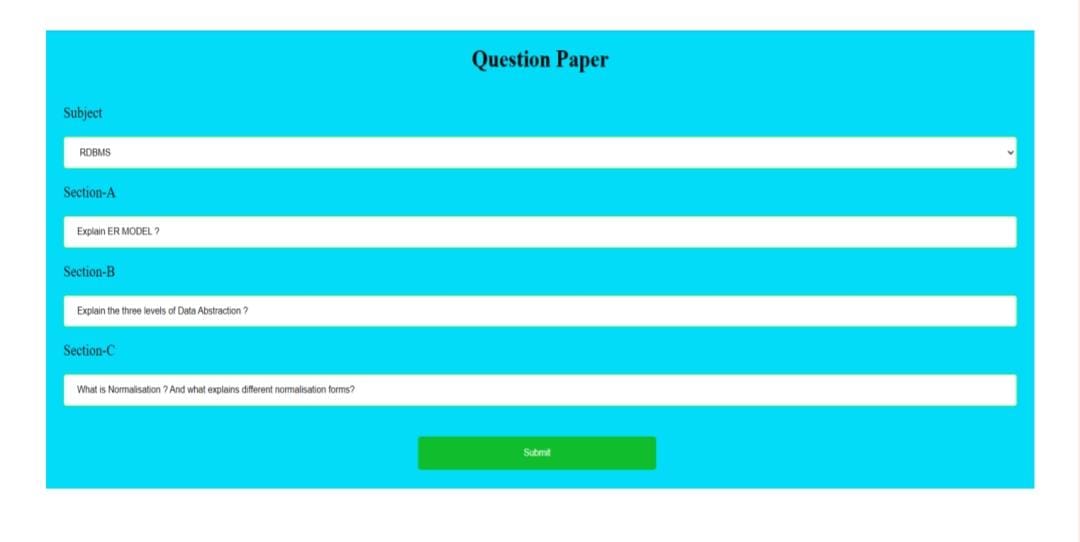 Question Paper
Subject
RDBMS
Section-A
Explain ER MODEL ?
Section-B
Explain the three levels of Data Abstraction ?
Section-C
What is Normalisation ? And what explains different normalisation forms?
Submit